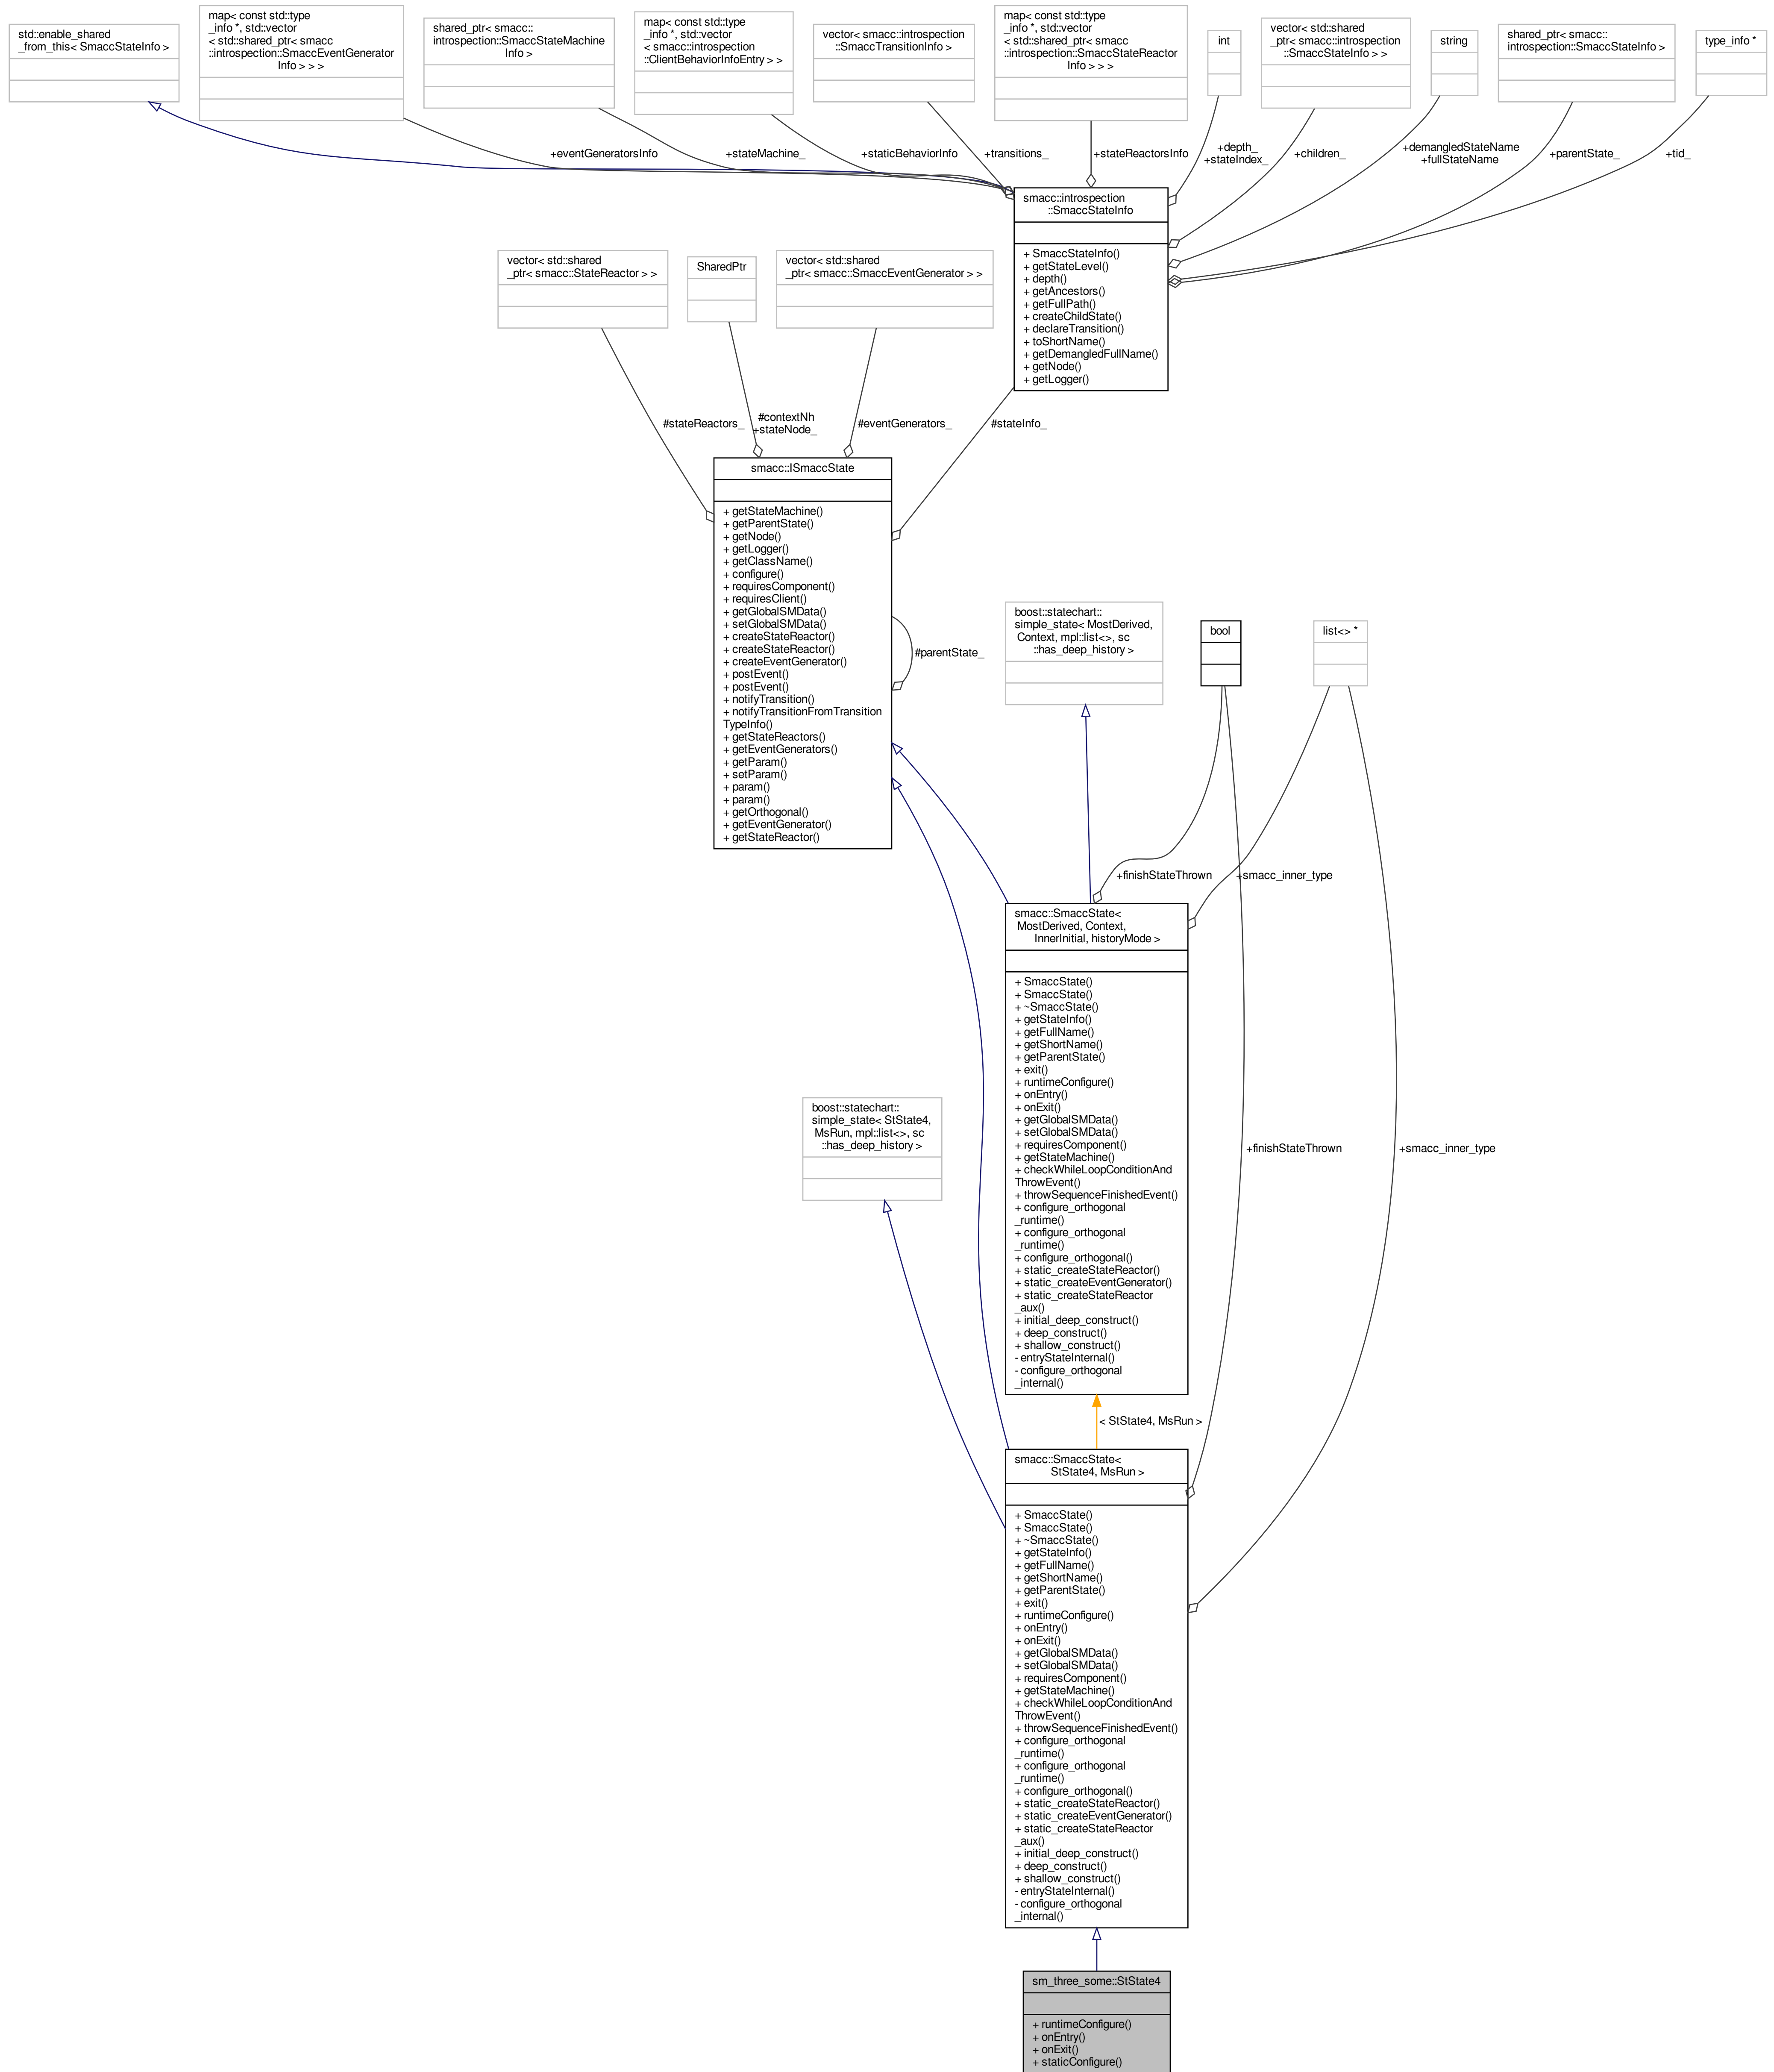 std::enable_shared
_from_this< SmaccStateInfo >
map< const std::type
_info *, std::vector
< std::shared_ptr< smacc
::introspection::SmaccEventGenerator
Info > > >
shared_ptr< smacc::
introspection::SmaccStateMachine
Info >
map< const std::type
_info *, std::vector
< smacc::introspection
::ClientBehaviorInfoEntry > >
vector< smacc::introspection
::SmaccTransitionInfo >
map< const std::type
_info *, std::vector
< std::shared_ptr< smacc
::introspection::SmaccStateReactor
Info > > >
int
vector< std::shared
_ptr< smacc::introspection
::SmaccStateInfo > >
string
shared_ptr< smacc::
introspection::SmaccStateInfo >
type_info *
+eventGeneratorsInfo
+stateMachine_
+staticBehaviorInfo
+transitions_
+stateReactorsInfo
+depth_
+stateIndex_
+children_
+demangledStateName
+fullStateName
+parentState_
+tid_
smacc::introspection
::SmaccStateInfo
+ SmaccStateInfo()
+ getStateLevel()
+ depth()
+ getAncestors()
+ getFullPath()
+ createChildState()
+ declareTransition()
+ toShortName()
+ getDemangledFullName()
+ getNode()
+ getLogger()
vector< std::shared
_ptr< smacc::StateReactor > >
SharedPtr
vector< std::shared
_ptr< smacc::SmaccEventGenerator > >
#stateReactors_
#contextNh
+stateNode_
#eventGenerators_
#stateInfo_
smacc::ISmaccState
+ getStateMachine()
+ getParentState()
+ getNode()
+ getLogger()
+ getClassName()
+ configure()
+ requiresComponent()
+ requiresClient()
+ getGlobalSMData()
+ setGlobalSMData()
+ createStateReactor()
+ createStateReactor()
+ createEventGenerator()
+ postEvent()
+ postEvent()
+ notifyTransition()
+ notifyTransitionFromTransition
TypeInfo()
+ getStateReactors()
+ getEventGenerators()
+ getParam()
+ setParam()
+ param()
+ param()
+ getOrthogonal()
+ getEventGenerator()
+ getStateReactor()
#parentState_
boost::statechart::
simple_state< MostDerived,
Context, mpl::list<>, sc
::has_deep_history >
bool
list<> *
+finishStateThrown
+smacc_inner_type
smacc::SmaccState<
MostDerived, Context,
InnerInitial, historyMode >
+ SmaccState()
+ SmaccState()
+ ~SmaccState()
+ getStateInfo()
+ getFullName()
+ getShortName()
+ getParentState()
+ exit()
+ runtimeConfigure()
+ onEntry()
+ onExit()
+ getGlobalSMData()
+ setGlobalSMData()
+ requiresComponent()
+ getStateMachine()
+ checkWhileLoopConditionAnd
ThrowEvent()
+ throwSequenceFinishedEvent()
+ configure_orthogonal
_runtime()
+ configure_orthogonal
_runtime()
+ configure_orthogonal()
+ static_createStateReactor()
+ static_createEventGenerator()
+ static_createStateReactor
_aux()
+ initial_deep_construct()
+ deep_construct()
+ shallow_construct()
- entryStateInternal()
- configure_orthogonal
_internal()
boost::statechart::
simple_state< StState4,
MsRun, mpl::list<>, sc
::has_deep_history >
+finishStateThrown
+smacc_inner_type
< StState4, MsRun >
smacc::SmaccState<
StState4, MsRun >
+ SmaccState()
+ SmaccState()
+ ~SmaccState()
+ getStateInfo()
+ getFullName()
+ getShortName()
+ getParentState()
+ exit()
+ runtimeConfigure()
+ onEntry()
+ onExit()
+ getGlobalSMData()
+ setGlobalSMData()
+ requiresComponent()
+ getStateMachine()
+ checkWhileLoopConditionAnd
ThrowEvent()
+ throwSequenceFinishedEvent()
+ configure_orthogonal
_runtime()
+ configure_orthogonal
_runtime()
+ configure_orthogonal()
+ static_createStateReactor()
+ static_createEventGenerator()
+ static_createStateReactor
_aux()
+ initial_deep_construct()
+ deep_construct()
+ shallow_construct()
- entryStateInternal()
- configure_orthogonal
_internal()
sm_three_some::StState4
+ runtimeConfigure()
+ onEntry()
+ onExit()
+ staticConfigure()